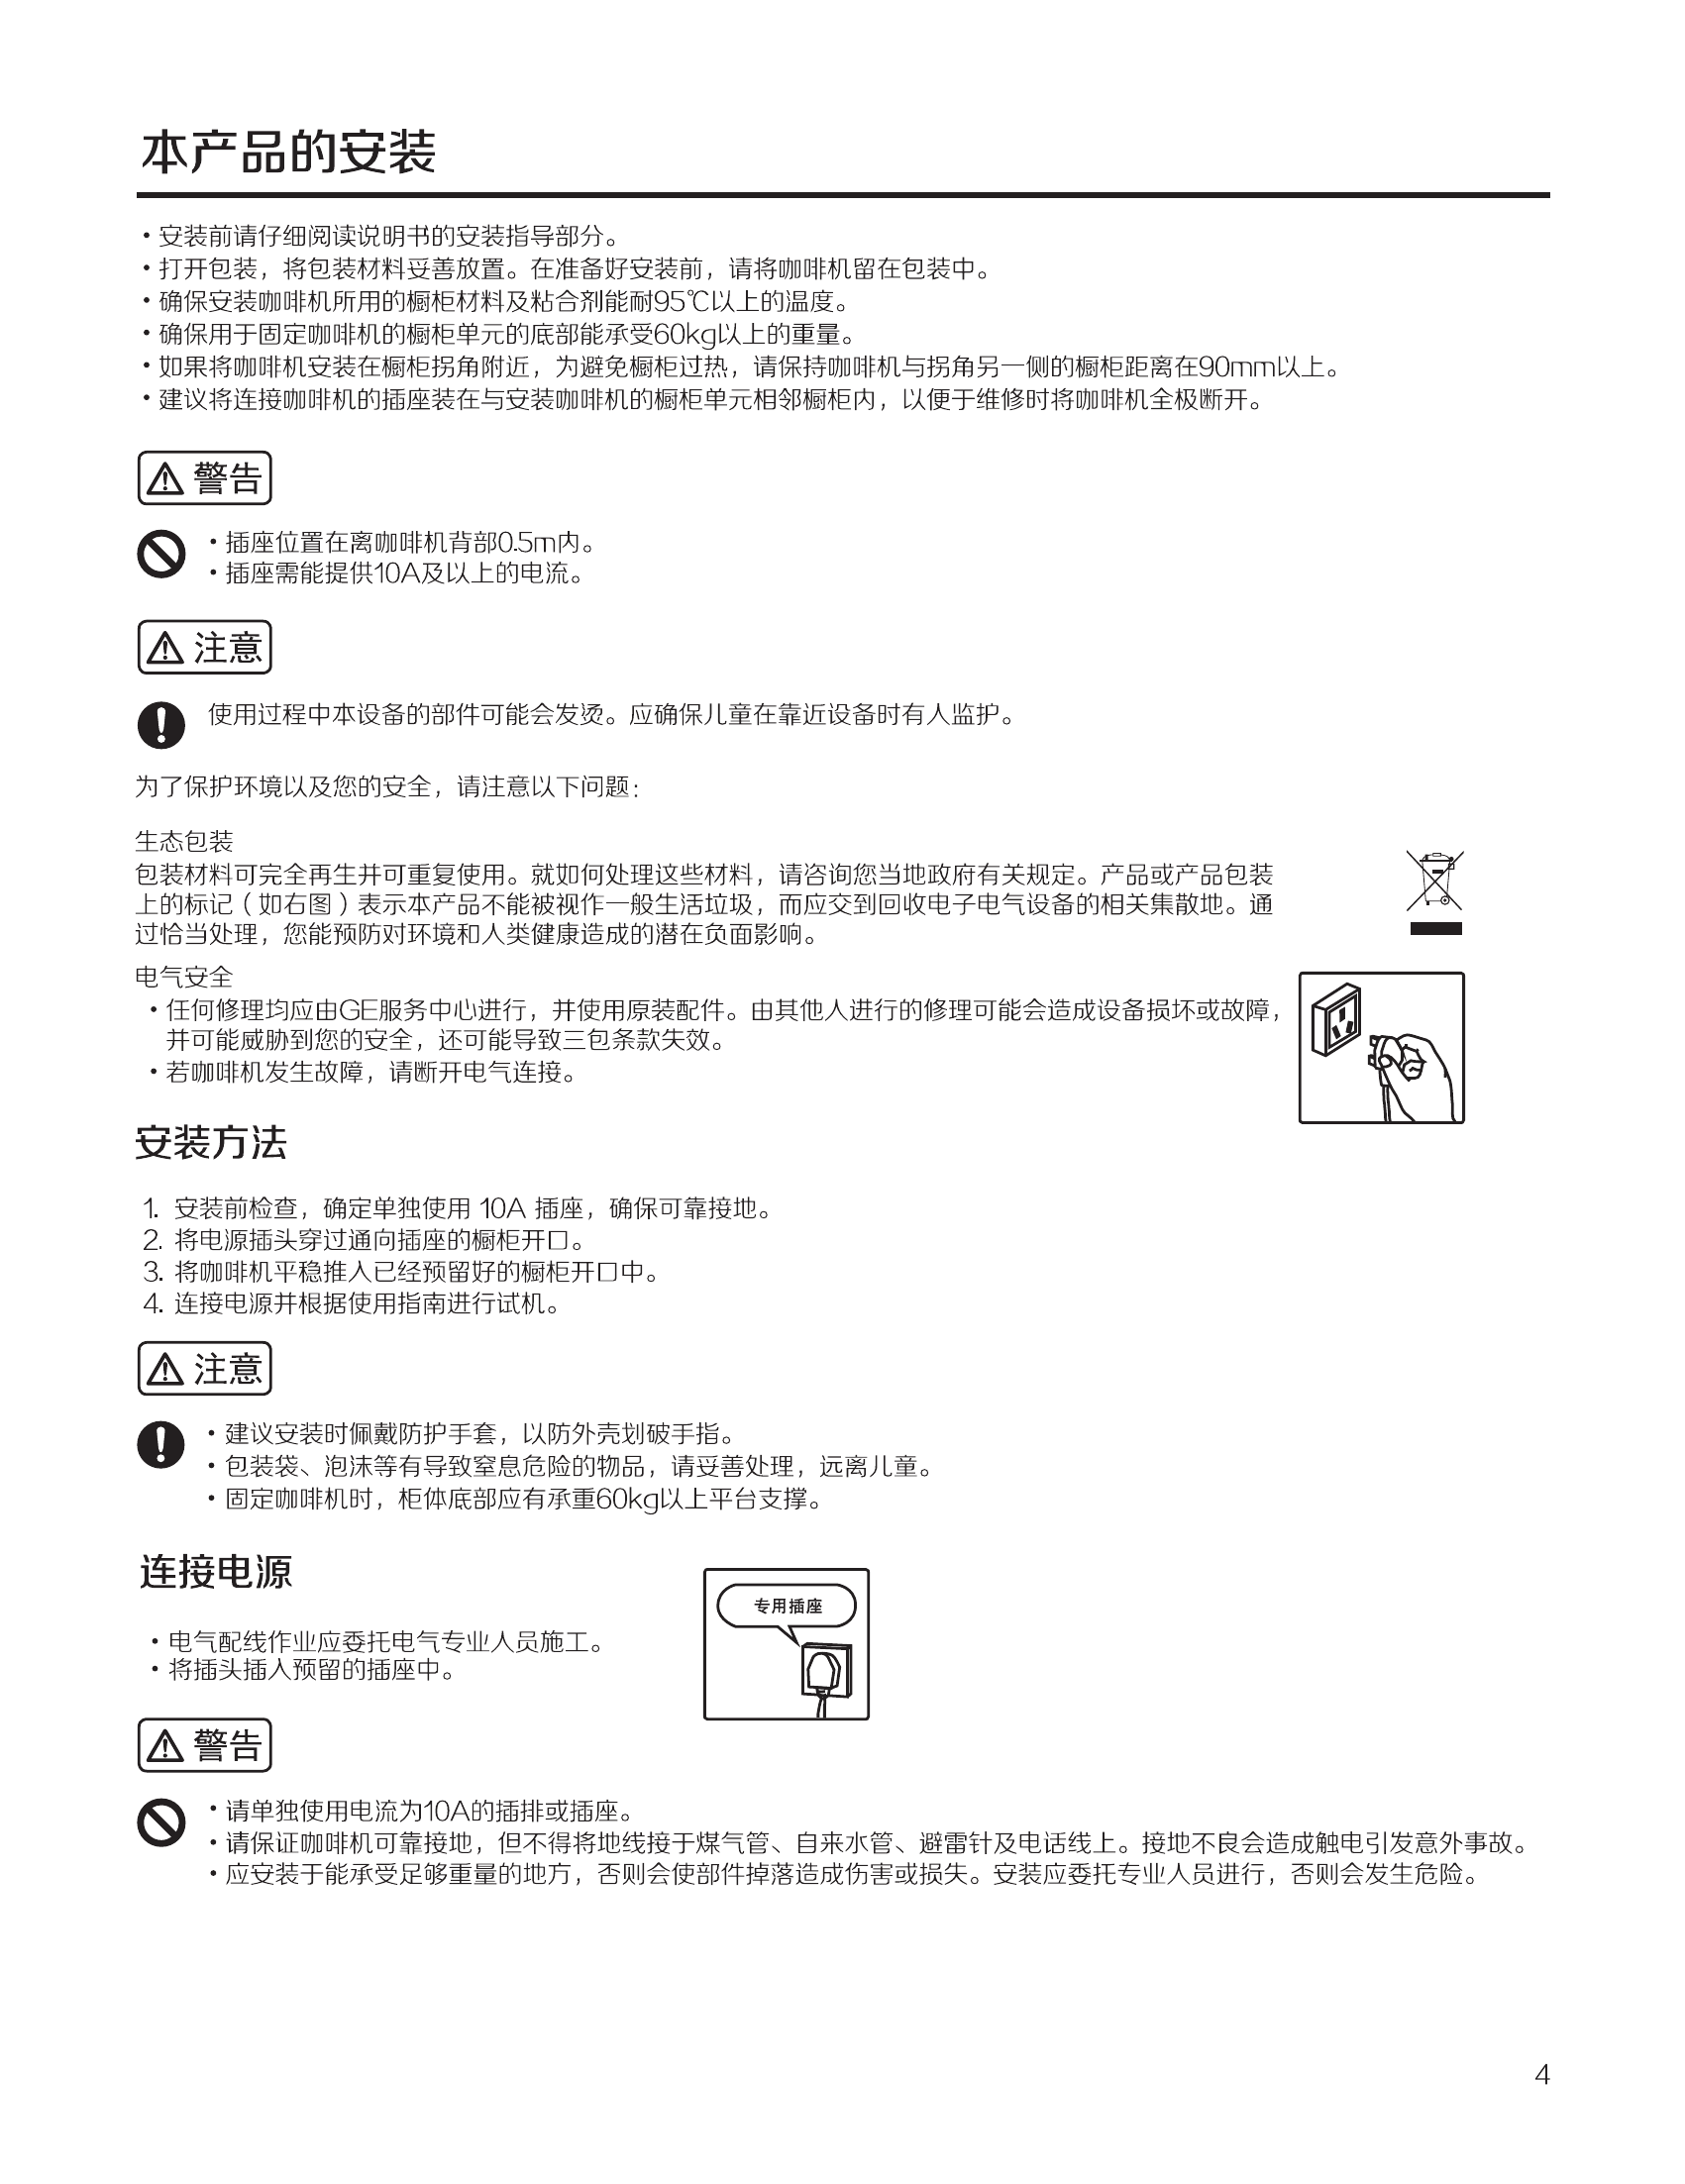 本产品的安装
・安装前请仔细阅读说明书的安装指导部分。
・打开包装，将包装材料妥善放置。在准备好安装前，请将咖啡机留在包装中。
・确保安装咖啡机所用的橱柜材料及粘合剂能耐95℃以上的温度。
・确保用于固定咖啡机的橱柜单元的底部能承受60kg以上的重量。
・如果将咖啡机安装在橱柜拐角附近，为避免橱柜过热，请保持咖啡机与拐角另一侧的橱柜距离在90mm以上。
・建议将连接咖啡机的插座装在与安装咖啡机的橱柜单元相邻橱柜内，以便于维修时将咖啡机全极断开。
警告
・插座位置在离咖啡机背部0.5m内。
・插座需能提供10A及以上的电流。
注意
使用过程中本设备的部件可能会发烫。应确保儿童在靠近设备时有人监护。
为了保护环境以及您的安全，请注意以下问题：
生态包装
包装材料可完全再生并可重复使用。就如何处理这些材料，请咨询您当地政府有关规定。产品或产品包装
上的标记（如右图）表示本产品不能被视作一般生活垃圾，而应交到回收电子电气设备的相关集散地。通
过恰当处理，您能预防对环境和人类健康造成的潜在负面影响。
电气安全
・任何修理均应由GE服务中心进行，并使用原装配件。由其他人进行的修理可能会造成设备损坏或故障，
并可能威胁到您的安全，还可能导致三包条款失效。
・若咖啡机发生故障，请断开电气连接。
安装方法
1. 安装前检查，确定单独使用 10A 插座，确保可靠接地。
2. 将电源插头穿过通向插座的橱柜开口。
3. 将咖啡机平稳推入已经预留好的橱柜开口中。
4. 连接电源并根据使用指南进行试机。
注意
・建议安装时佩戴防护手套，以防外壳划破手指。
・包装袋、泡沫等有导致窒息危险的物品，请妥善处理，远离儿童。
・固定咖啡机时，柜体底部应有承重60kg以上平台支撑。
连接电源
专用插座
・电气配线作业应委托电气专业人员施工。
・将插头插入预留的插座中。
警告
・请单独使用电流为10A的插排或插座。
・请保证咖啡机可靠接地，但不得将地线接于煤气管、自来水管、避雷针及电话线上。接地不良会造成触电引发意外事故。
・应安装于能承受足够重量的地方，否则会使部件掉落造成伤害或损失。安装应委托专业人员进行，否则会发生危险。
4